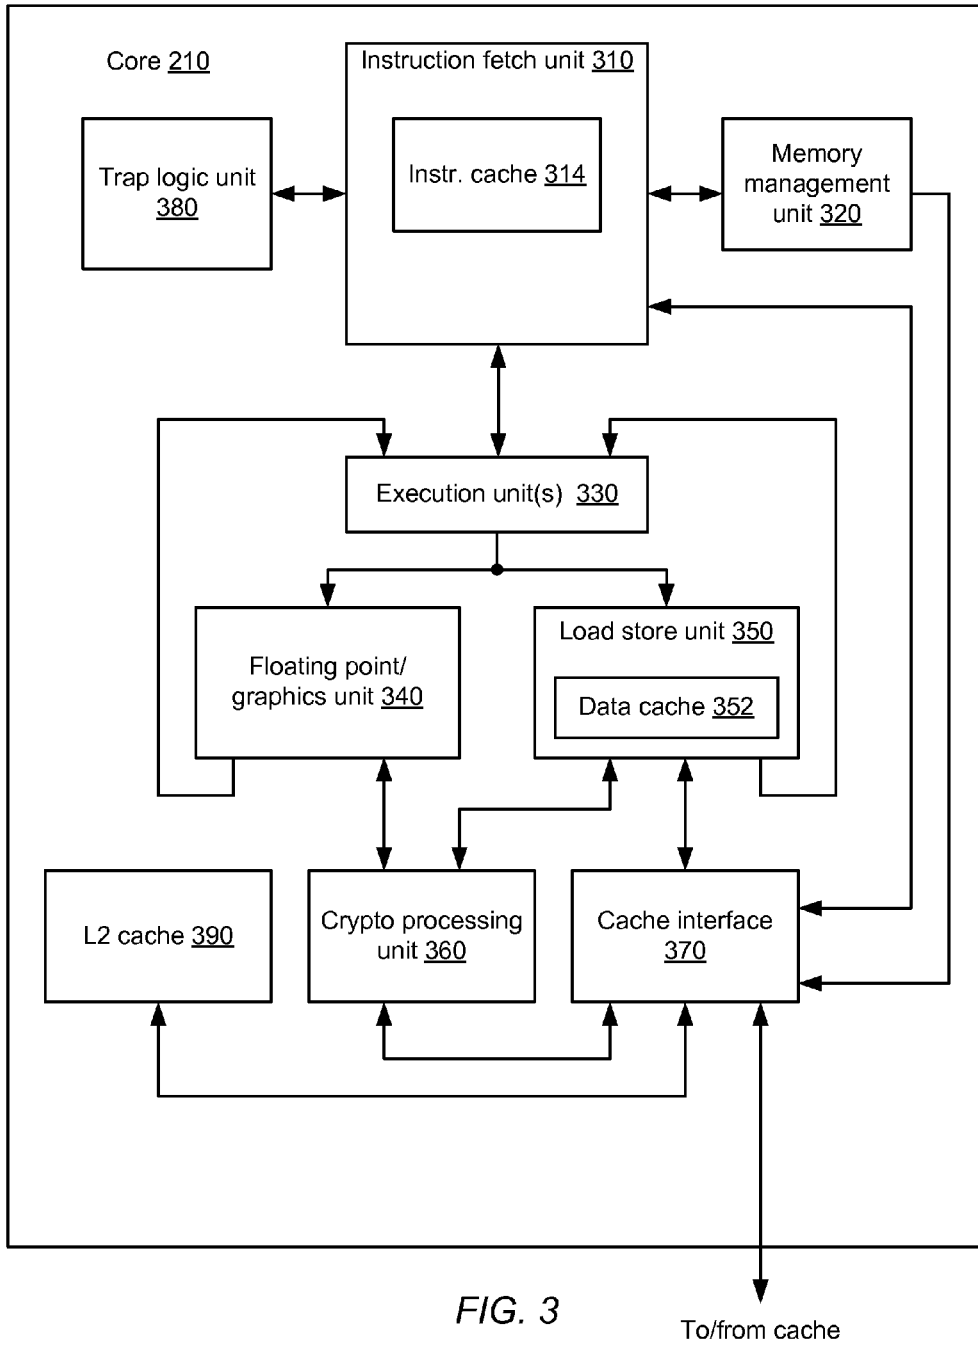 Core 210
Instruction fetch unit 310
Instr. cache 314
Trap logic unit
380
Memory
management
unit 320
Execution unit(s) 330
Floating point/
graphics unit 340
Load store unit 350
Data cache 352
L2 cache 390
Crypto processing
unit 360
Cache interface
370
FIG. 3
To/from cache